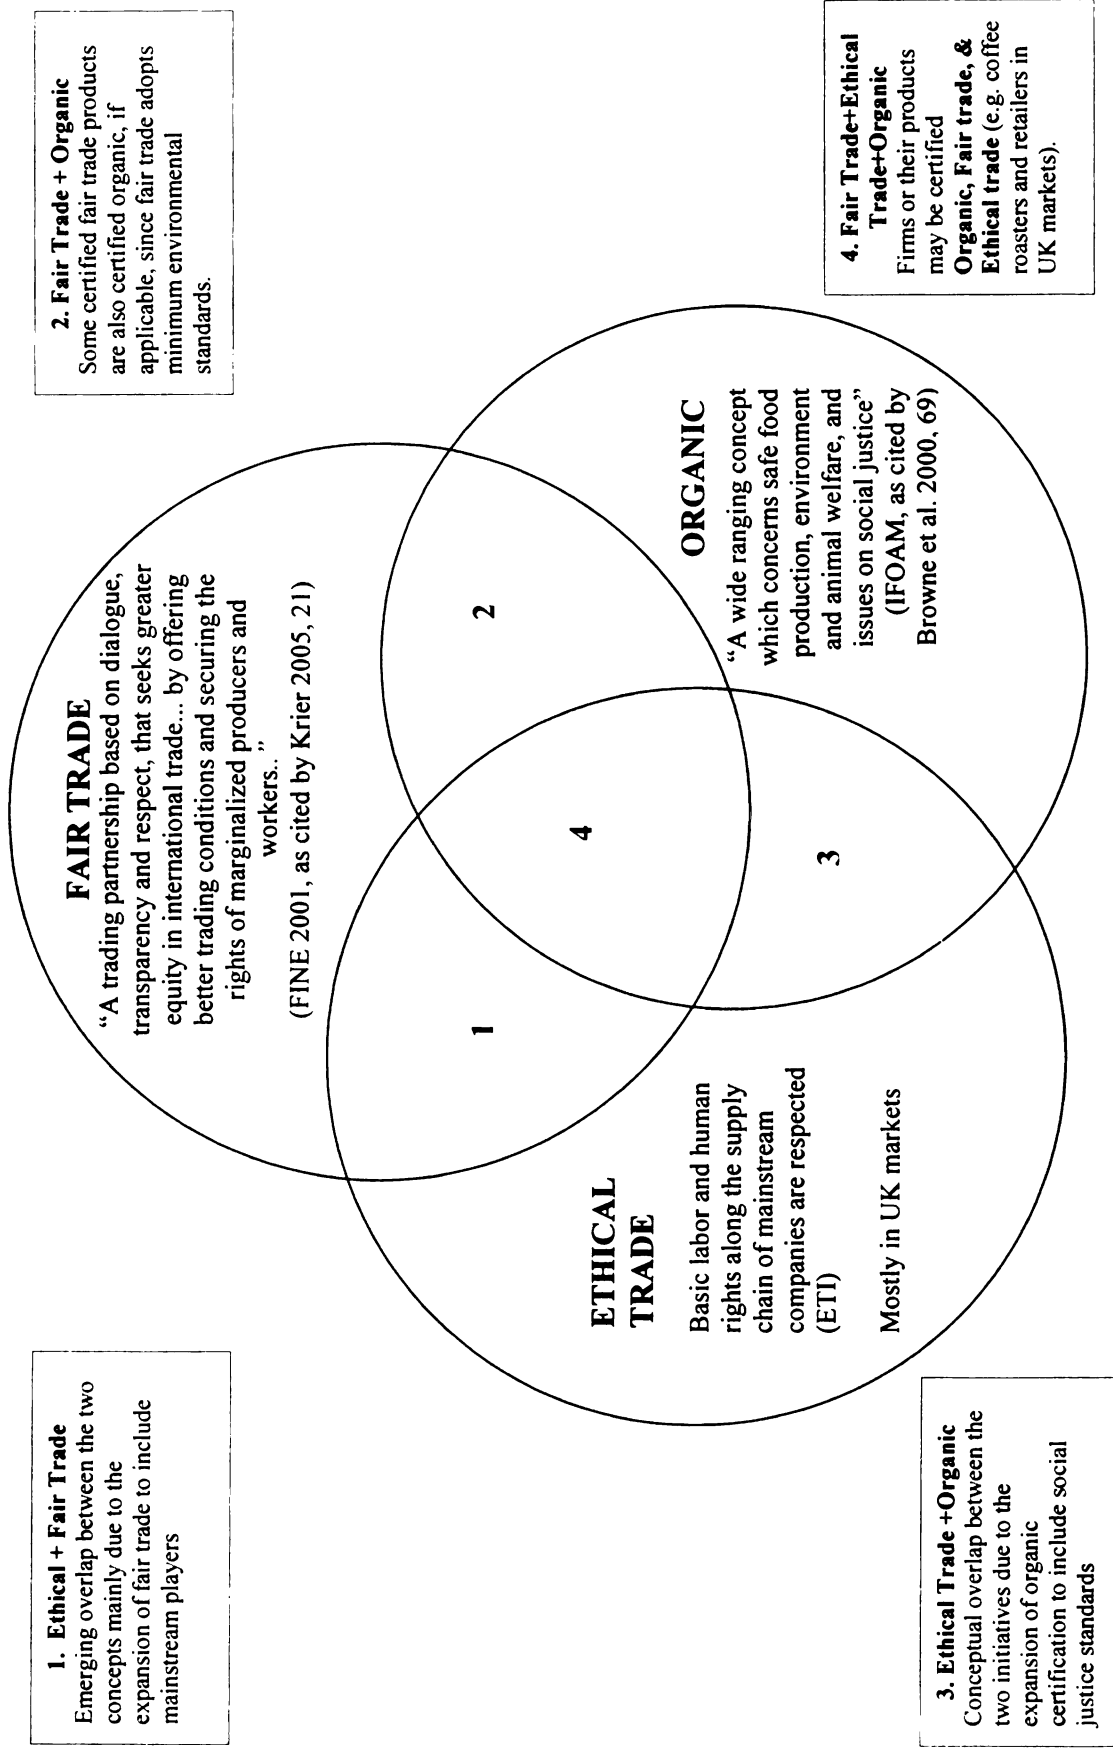 1. Ethical + Fair Trade
Emerging overlap between the two
concepts mainly due to the
expansion of fair trade to include
mainstream players
2. Fair Trade + Organic
Some certified fair trade products
are also certified organic, if
applicable, since fair trade adopts
minimum environmental
standards.
FAIR TRADE
“A trading partnership based on dialogue,
transparency and respect, that seeks greater
equity in international trade... by offering
better trading conditions and securing the
rights of marginalized producers and
workers..”
(FINE 2001, as cited by Krier 2005, 21)
1
2
4
3
ETHICAL
TRADE
Basic labor and human
rights along the supply
chain of mainstream
companies are respected
(ETI)
Mostly in UK markets
ORGANIC
“A wide ranging concept
which concerns safe food
production, environment
and animal welfare, and
issues on social justice”
(IFOAM, as cited by
Browne et al. 2000, 69)
3. Ethical Trade +Organic
Conceptual overlap between the
two initiatives due to the
expansion of organic
certification to include social
justice standards
4. Fair Trade+Ethical
Trade+Organic
Firms or their products
may be certified
Organic, Fair trade, &
Ethical trade (e.g. coffee
roasters and retailers in
UK markets).